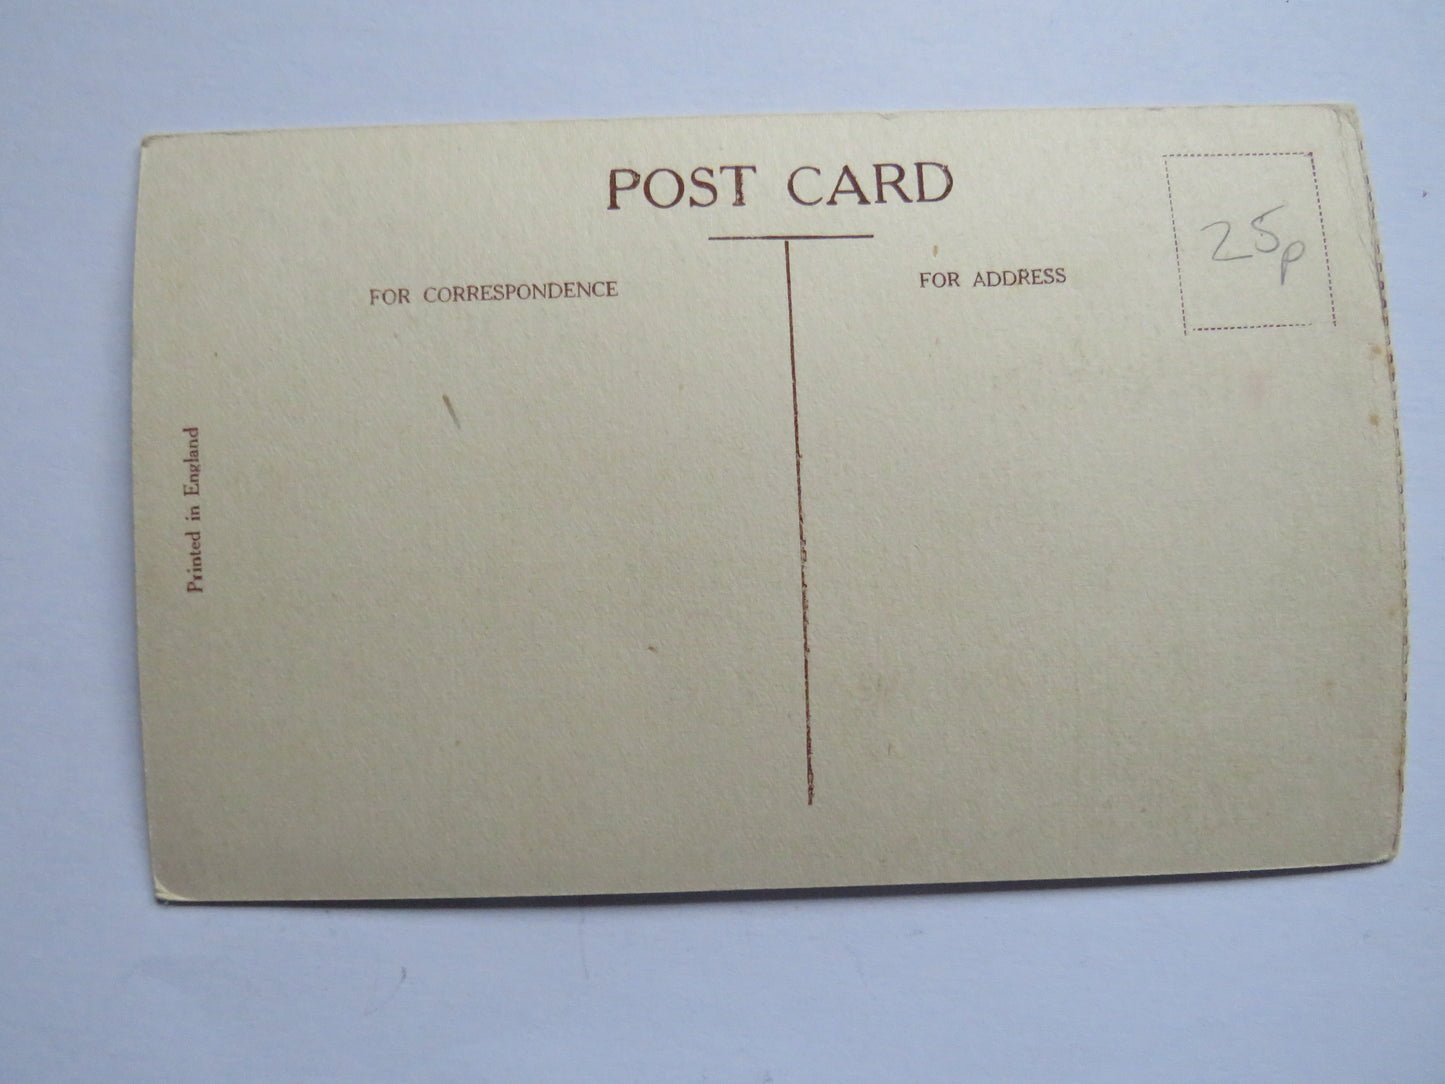 POST CARD
FOR CORRESPONDENCE
FOR ADDRESS
25p
Printed in England